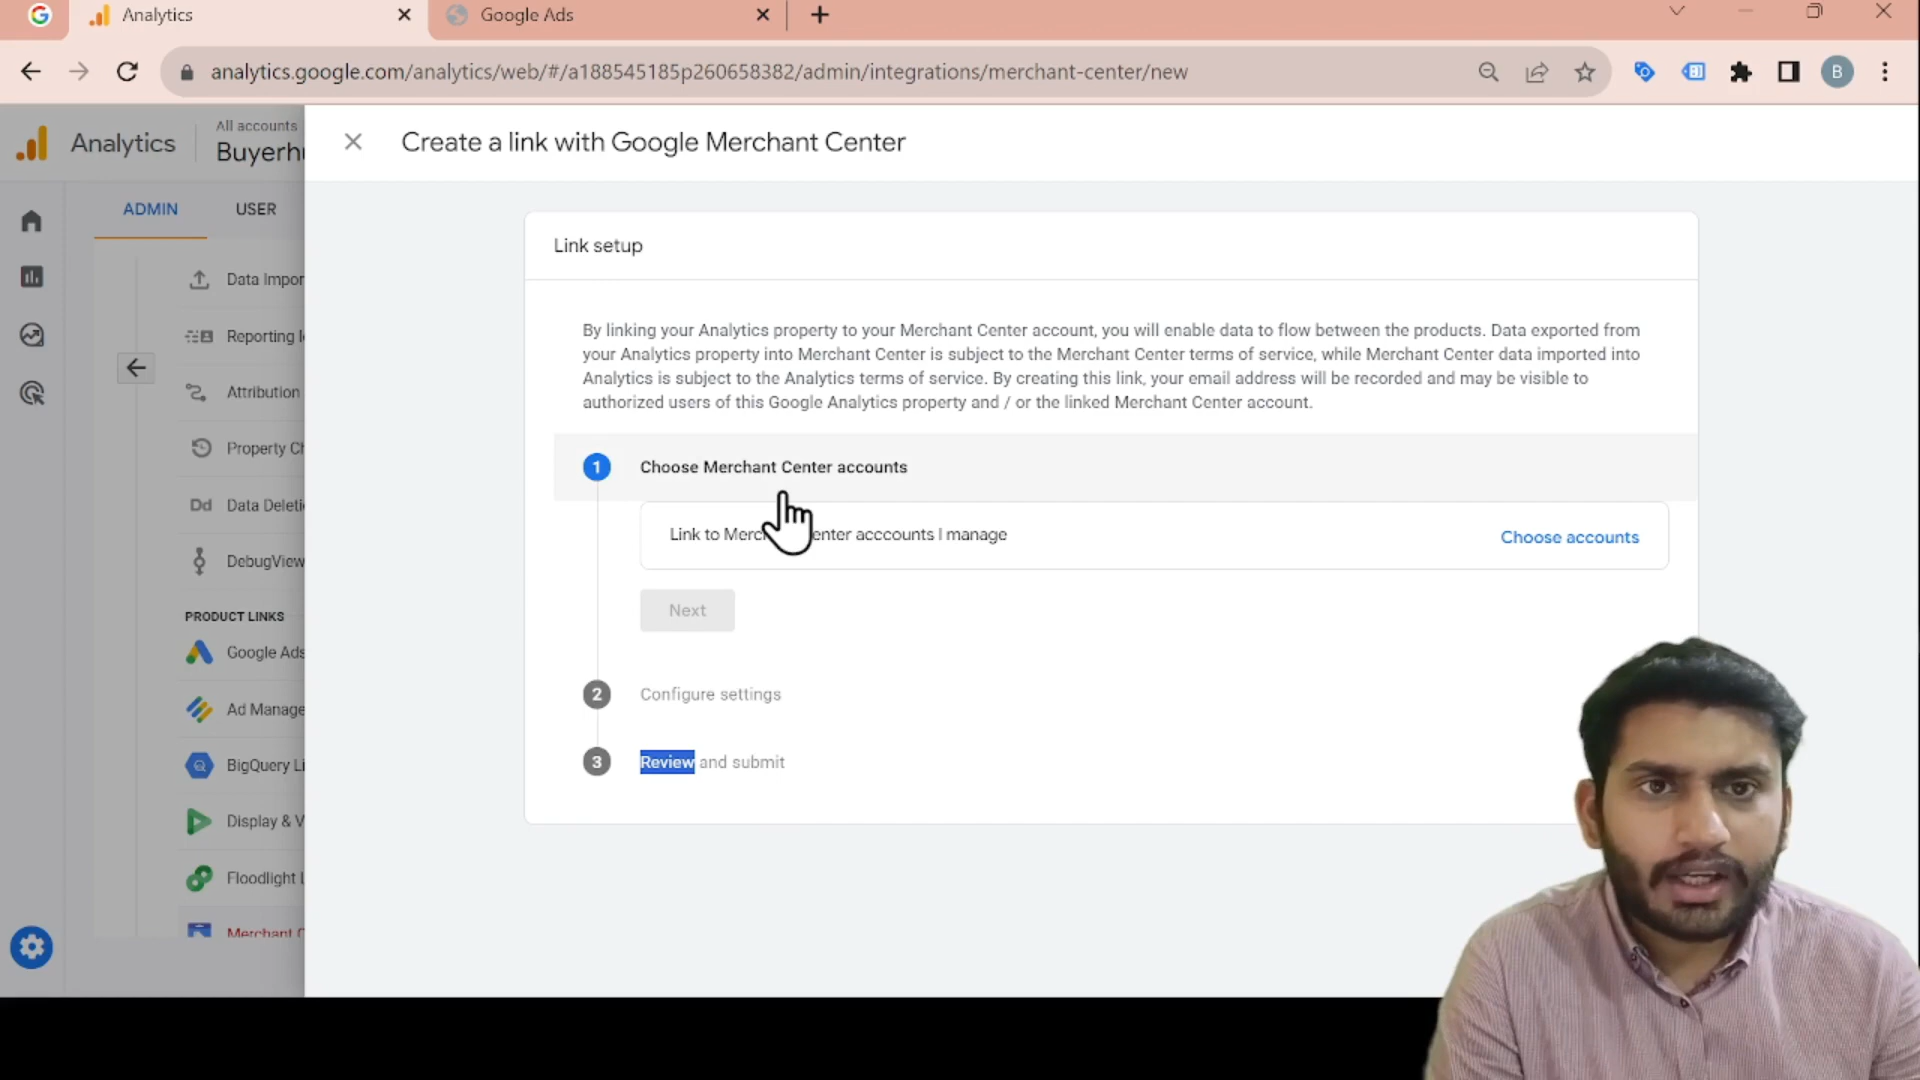 Analytics
Google Ads
analytics.google.com/analytics/web/#/a188545185p260658382/admin/integrations/merchant-center/new
B
Analytics
All accounts
Buyerhu
Create a link with Google Merchant Center
ADMIN
USER
Data Impor
Reporting I
Attribution
Property Ch
Dd
Data Deleti
DebugView
PRODUCT LINKS
Google Ads
Ad Manage
BigQuery Li
Display & V
Floodlight L
Merchant C
Link setup
By linking your Analytics property to your Merchant Center account, you will enable data to flow between the products. Data exported from
your Analytics property into Merchant Center is subject to the Merchant Center terms of service, while Merchant Center data imported into
Analytics is subject to the Analytics terms of service. By creating this link, your email address will be recorded and may be visible to
authorized users of this Google Analytics property and / or the linked Merchant Center account.
1
Choose Merchant Center accounts
Link to Merc enter acccounts I manage
Choose accounts
Next
2
Configure settings
3
Review and submit